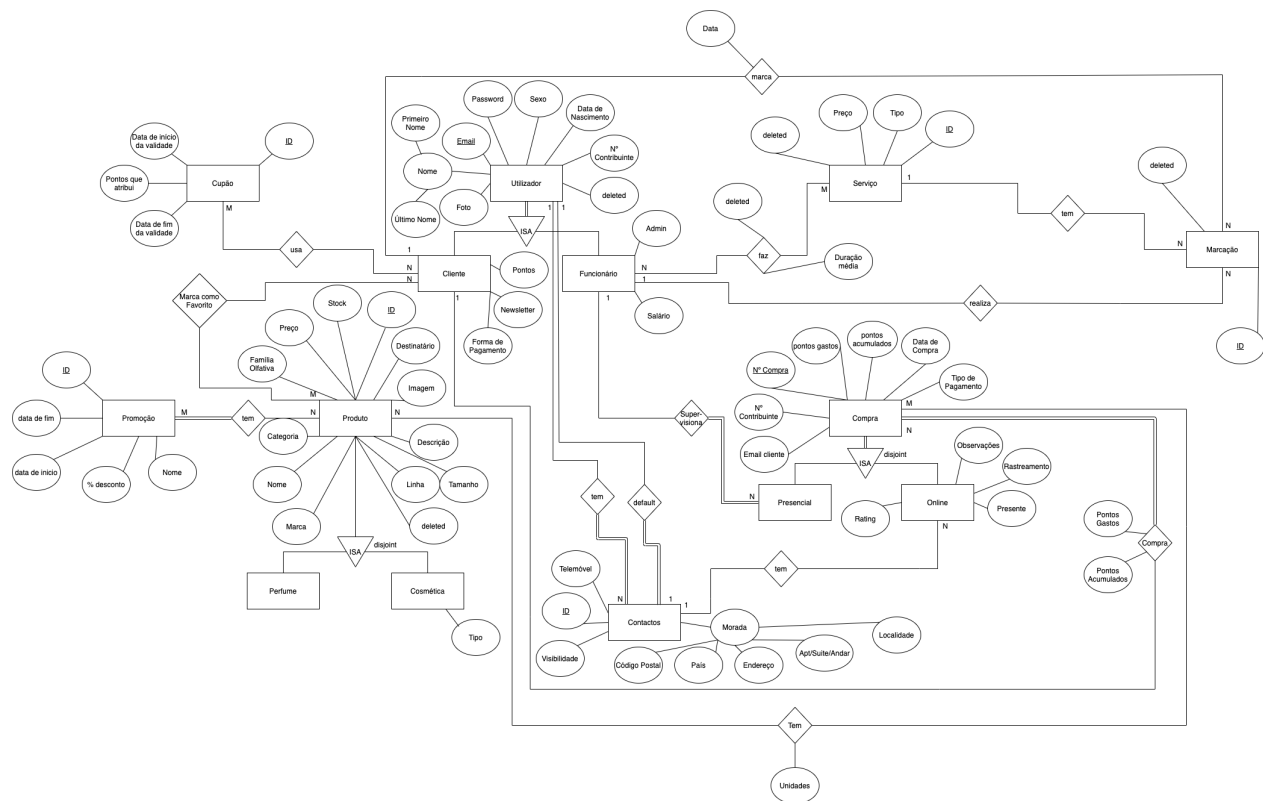 Data
marca
Password
Sexo
Data de
Nascimento
Primeiro
Nome
Email
Nº
Contribuinte
Nome
Utilizador
deleted
Último Nome
Foto
1
1
ISA
Data de início
da validade
ID
Pontos que
atribui
Cupão
Data de fim
da validade
M
usa
Preço
Tipo
deleted
ID
Serviço
M
1
deleted
tem
deleted
N
N
Marcação
N
ID
deleted
faz
Duração
média
Admin
1
N
N
Cliente
1
Pontos
Newsletter
Forma de
Pagamento
Funcionário
N
1
1
Salário
realiza
Marca como
Favorito
Stock
ID
Preço
Destinatário
Família
Olfativa
Imagem
M
ID
data de fim
Promoção
M
tem
N
Produto
N
data de início
% desconto
Nome
Categoria
Descrição
Nome
Linha
Tamanho
Marca
deleted
ISA
disjoint
Perfume
Cosmética
Tipo
pontos gastos
pontos
acumulados
Data de
Compra
Nº Compra
Tipo de
Pagamento
Nº
Contribuinte
Compra
M
N
Email cliente
Super-
visiona
ISA
disjoint
Observações
Rastreamento
N
Presencial
Online
Presente
Rating
N
tem
default
Pontos
Gastos
Compra
Pontos
Acumulados
Telemóvel
tem
ID
N
1
1
Contactos
Morada
Localidade
Visibilidade
Código Postal
País
Endereço
Apt/Suite/Andar
Tem
Unidades